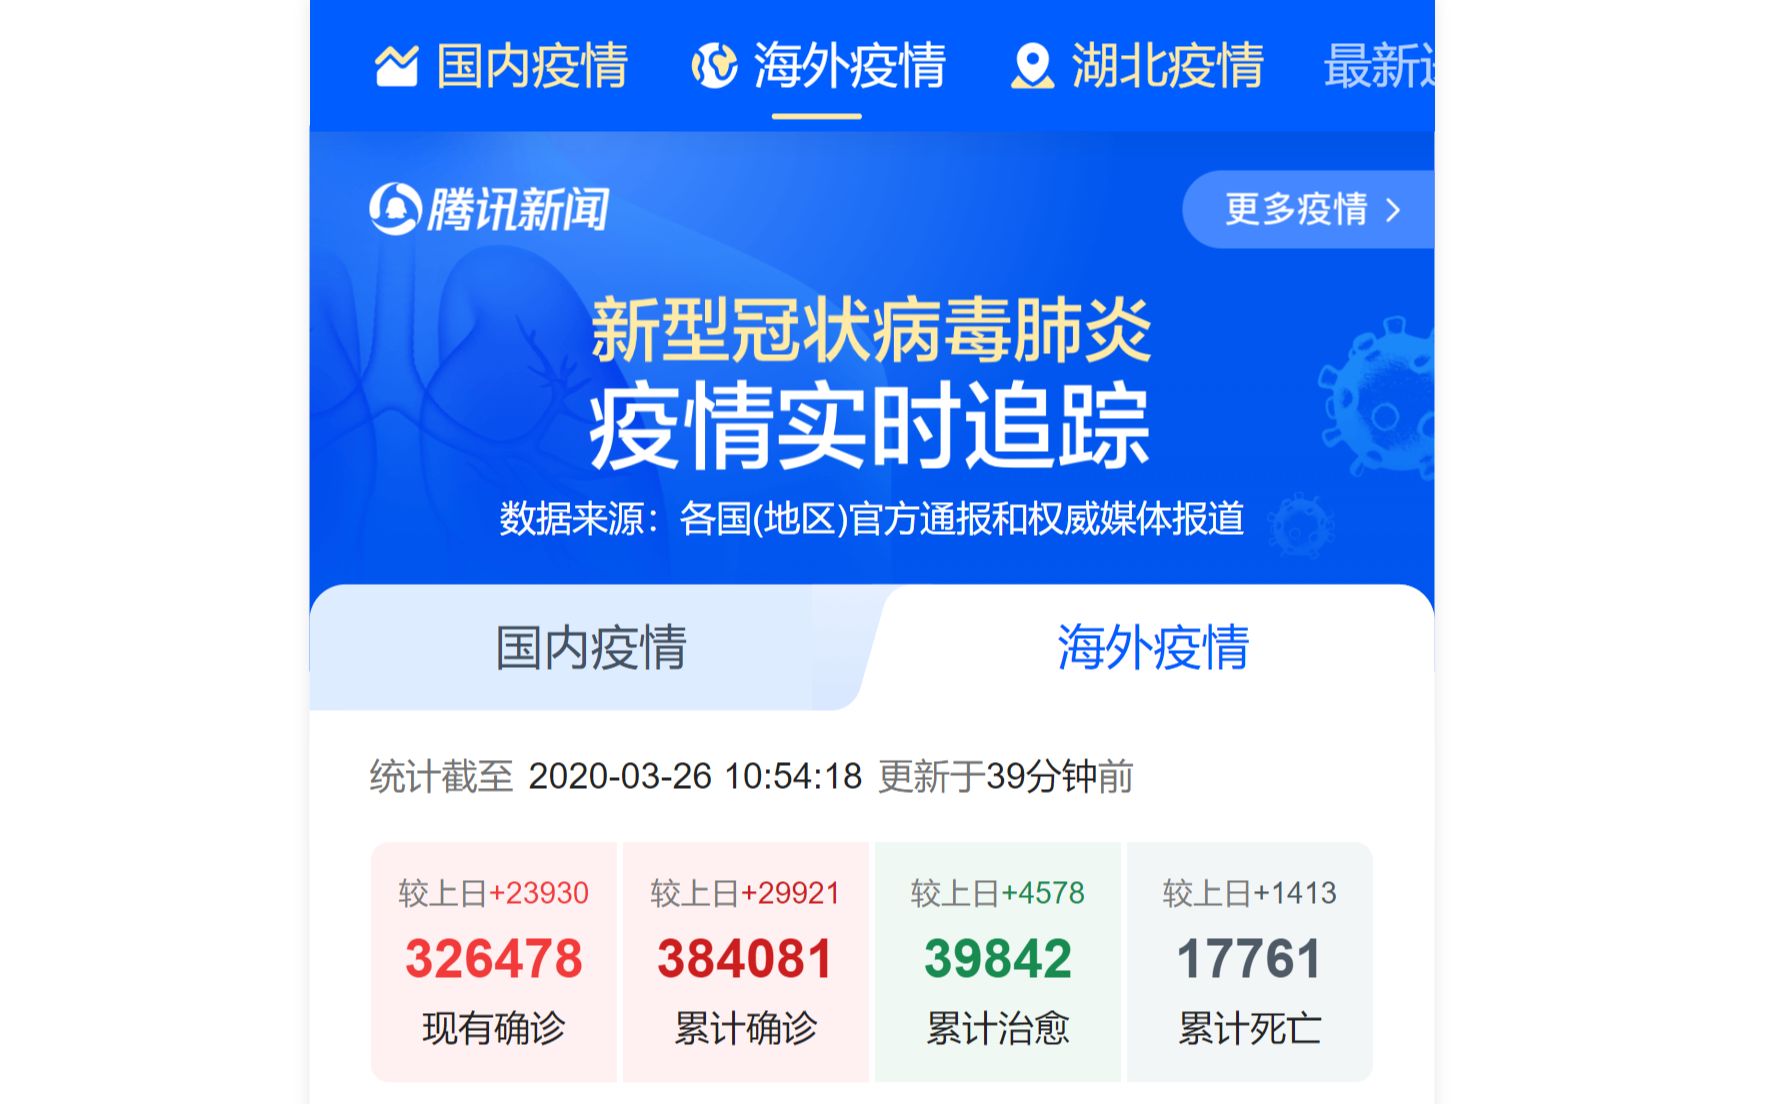 国内疫情 海外疫情 湖北疫情 最新
腾讯新闻 更多疫情 >
新型冠状病毒肺炎
疫情实时追踪
数据来源：各国(地区)官方通报和权威媒体报道
国内疫情 海外疫情
统计截至 2020-03-26 10:54:18 更新于39分钟前
较上日+23930 较上日+29921 较上日+4578 较上日+1413
326478 384081 39842 17761
现有确诊 累计确诊 累计治愈 累计死亡